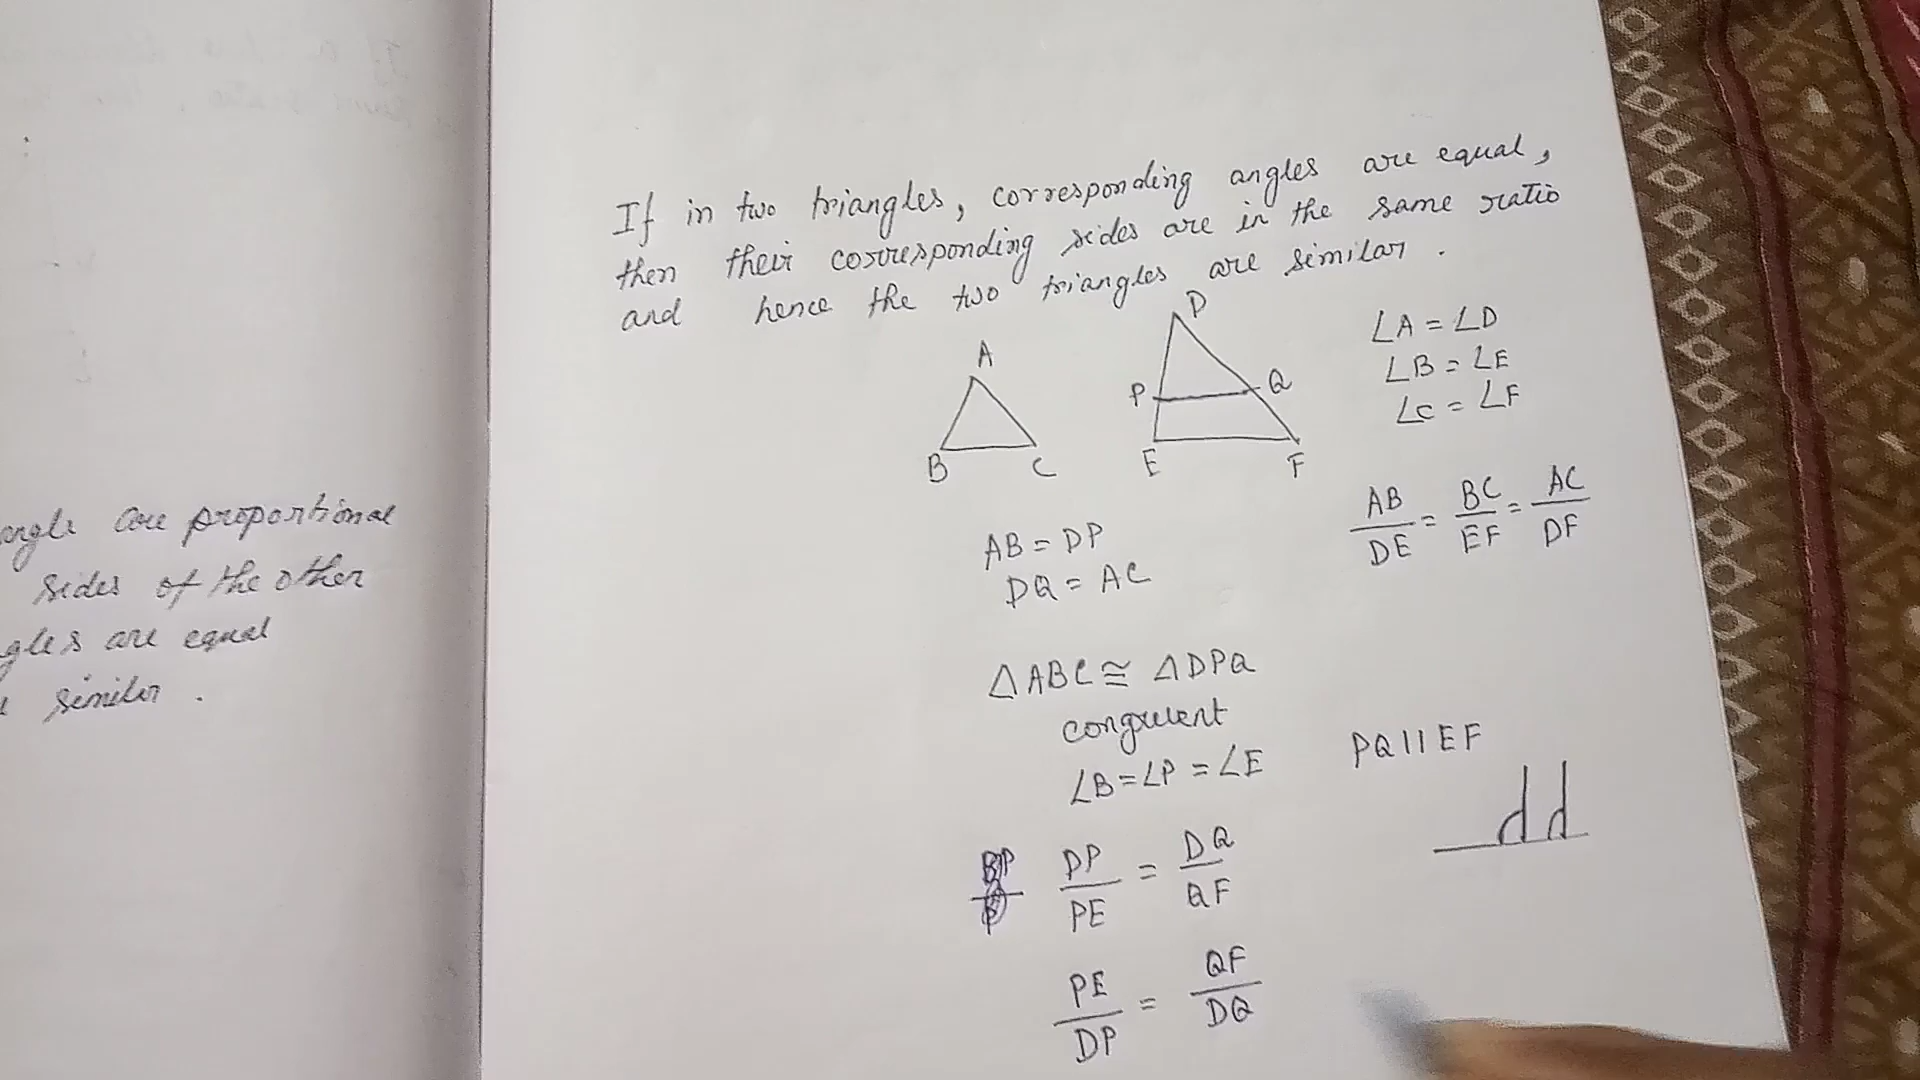 are proportional
sides of the other
are equal
similar .
If in two triangles, corresponding angles are equal,
then their corresponding sides are in the same ratio
and hence the two triangles are similar .
A
B
C
D
P
Q
E
F
∠A = ∠D
∠B = ∠E
∠C = ∠F
AB/DE = BC/EF = AC/DF
AB = DP
DQ = AC
△ABC ≅ △DPQ
congruent
∠B = ∠P = ∠E
PQ || EF
DP/PE = DQ/QF
PE/DP = QF/DQ